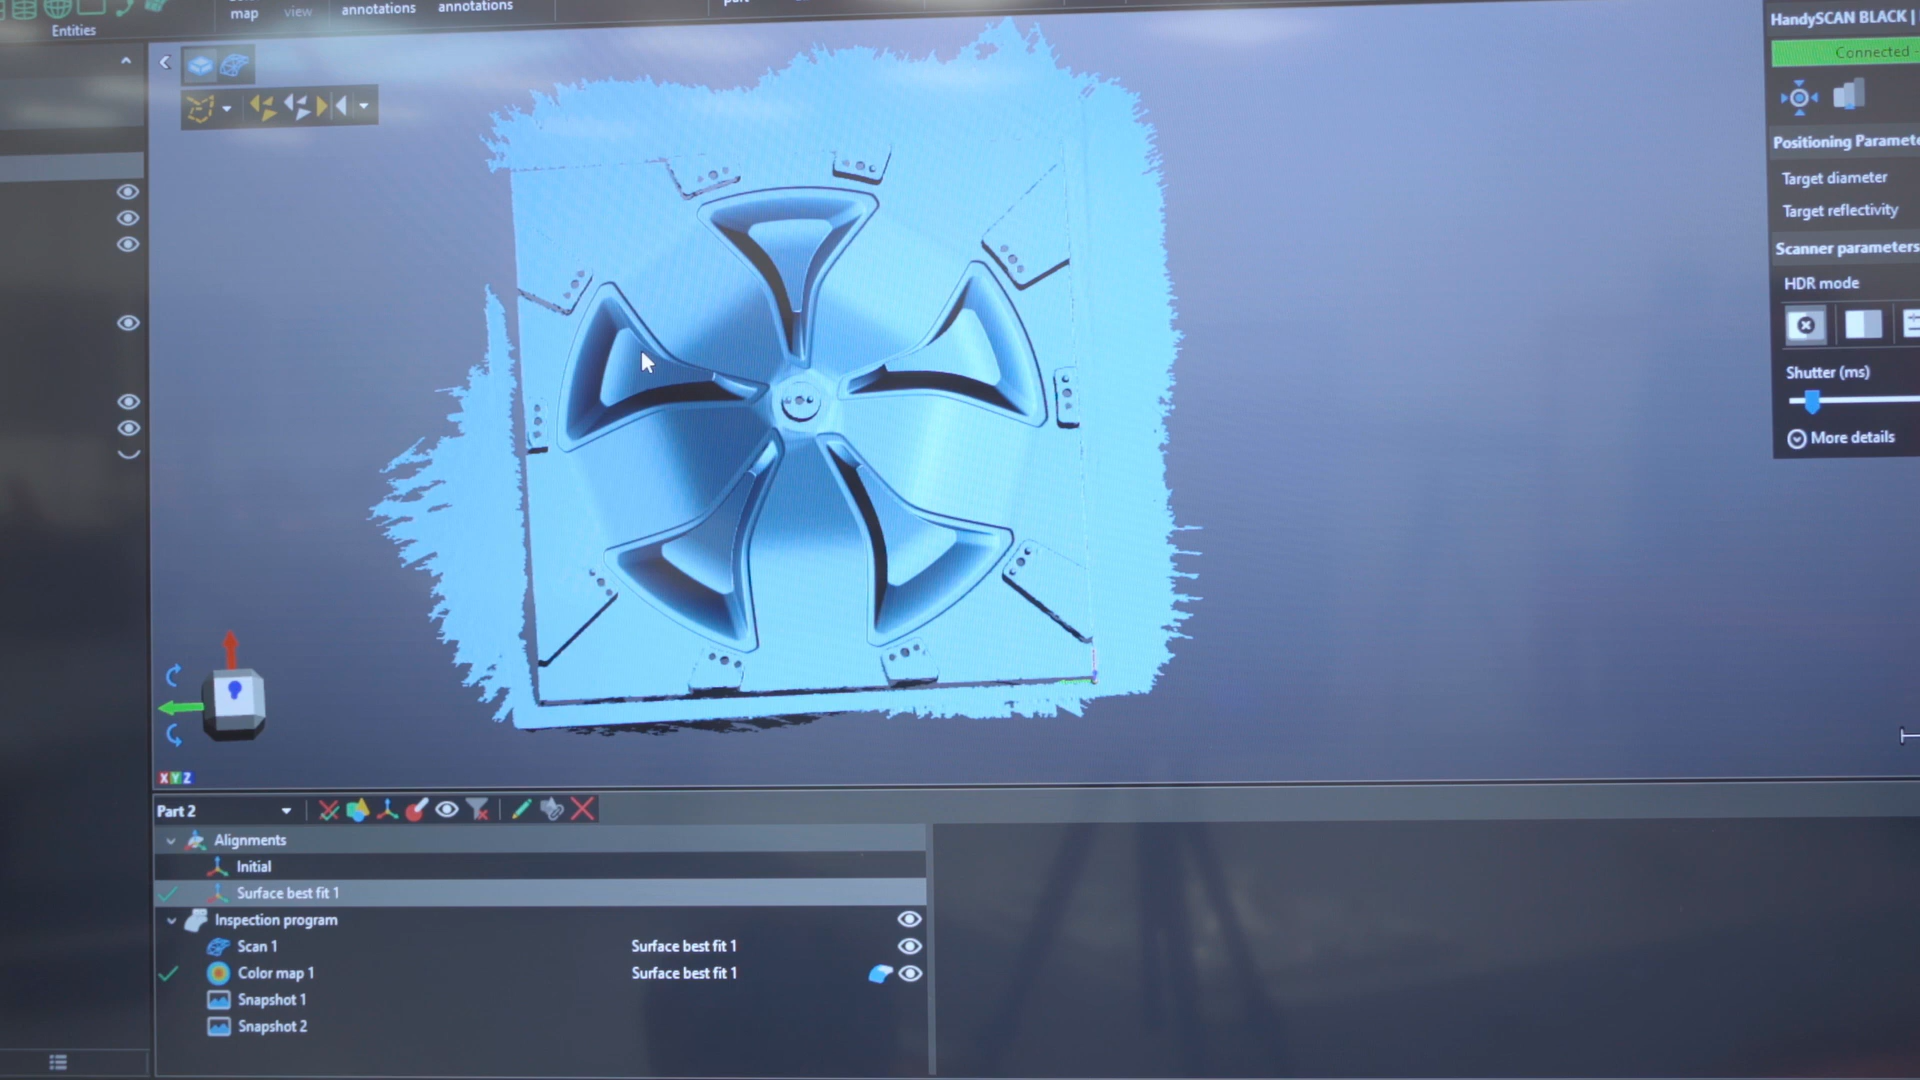 map
view
annotations
annotations
Entities
HandySCAN BLACK |
Connected -
Positioning
Target diameter
Target reflectivity
Scanner parameters
HDR mode
Shutter (ms)
More details
X Y Z
Part 2
Alignments
Initial
Surface best fit 1
Inspection program
Scan 1 Surface best fit 1
Color map 1 Surface best fit 1
Snapshot 1
Snapshot 2